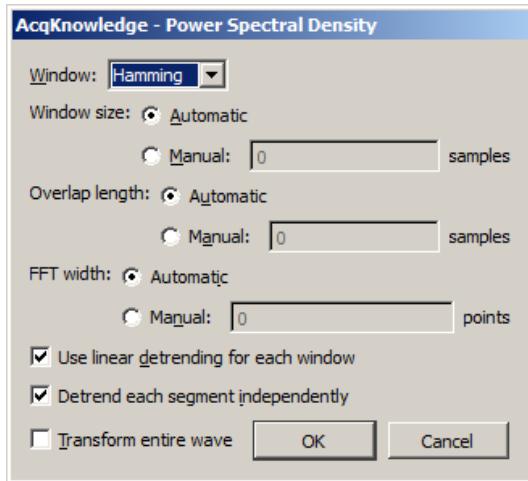 AcqKnowledge - Power Spectral Density
Window: Hamming
Window size: Automatic
Manual: 0 samples
Overlap length: Automatic
Manual: 0 samples
FFT width: Automatic
Manual: 0 points
Use linear detrending for each window
Detrend each segment independently
Transform entire wave OK Cancel